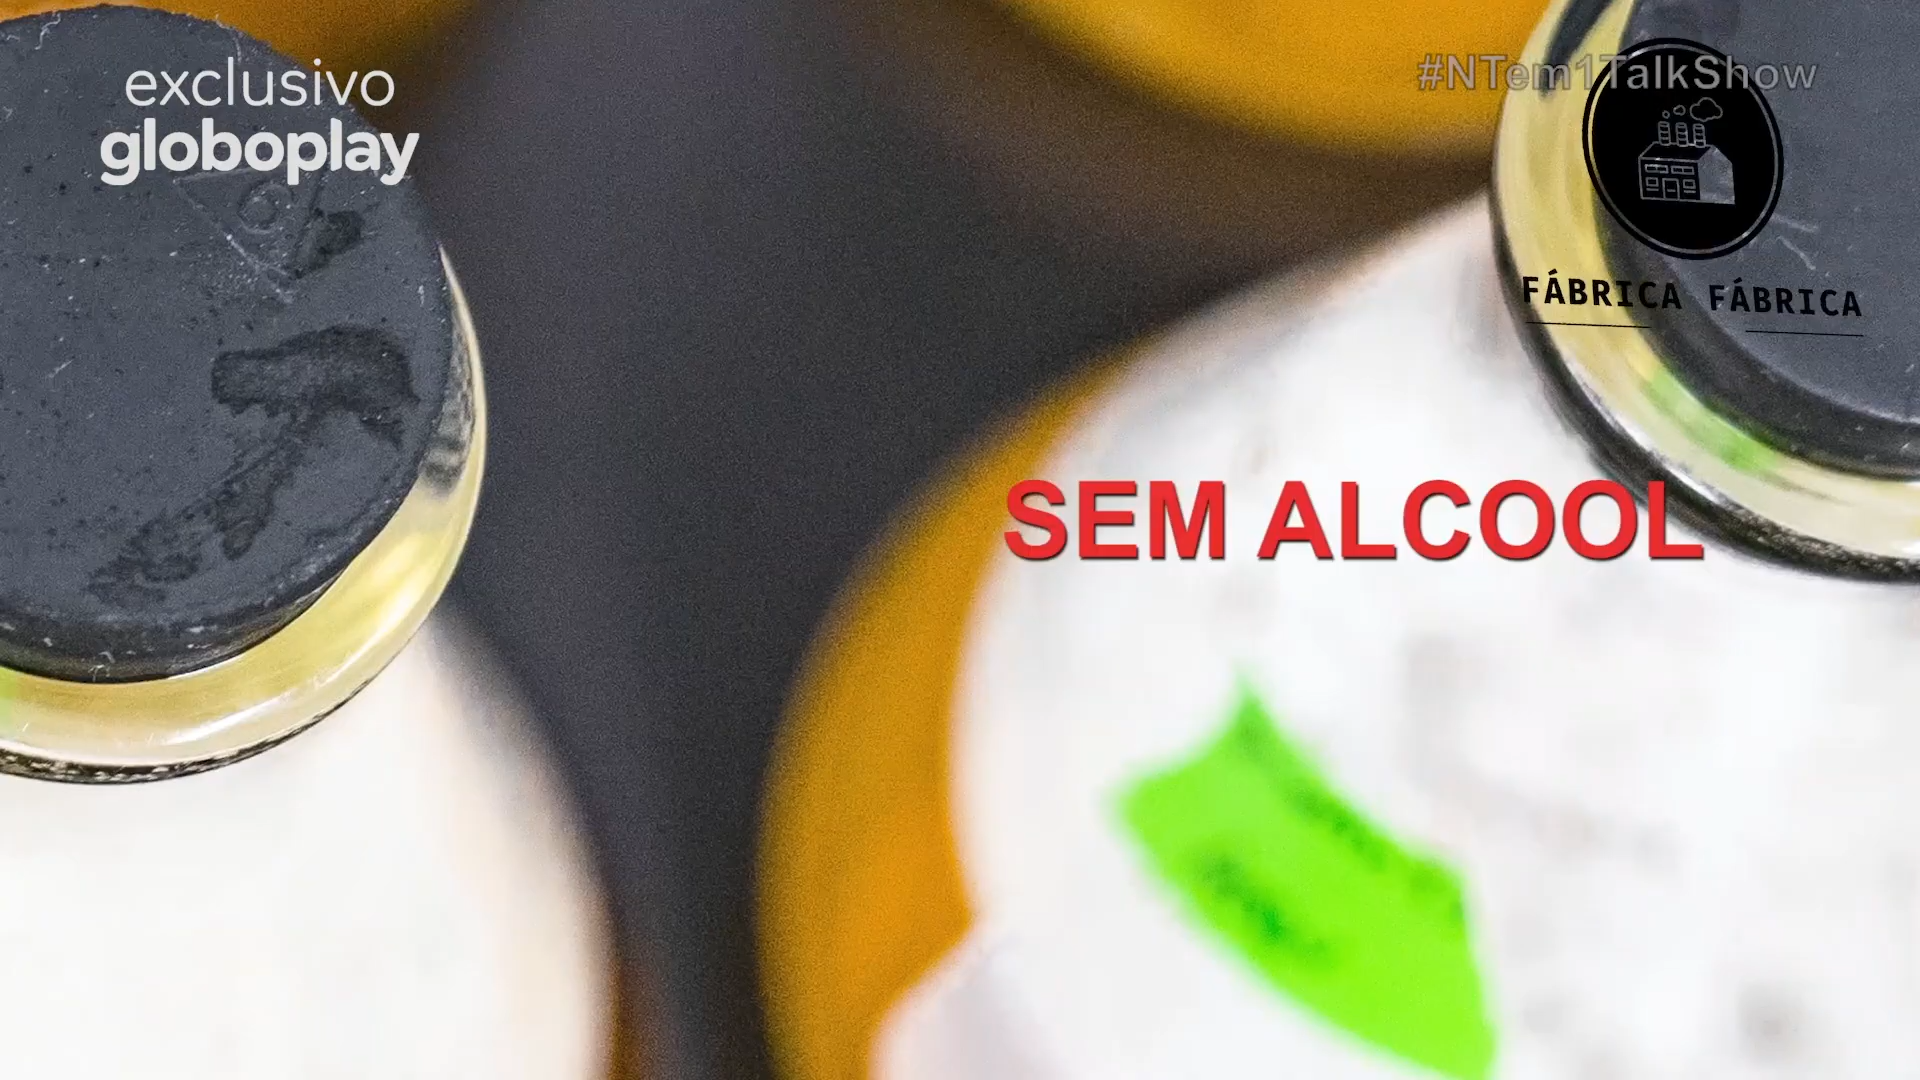 exclusivo
globoplay
#NTem1TalkShow
FÁBRICA FÁBRICA
SEM ALCOOL